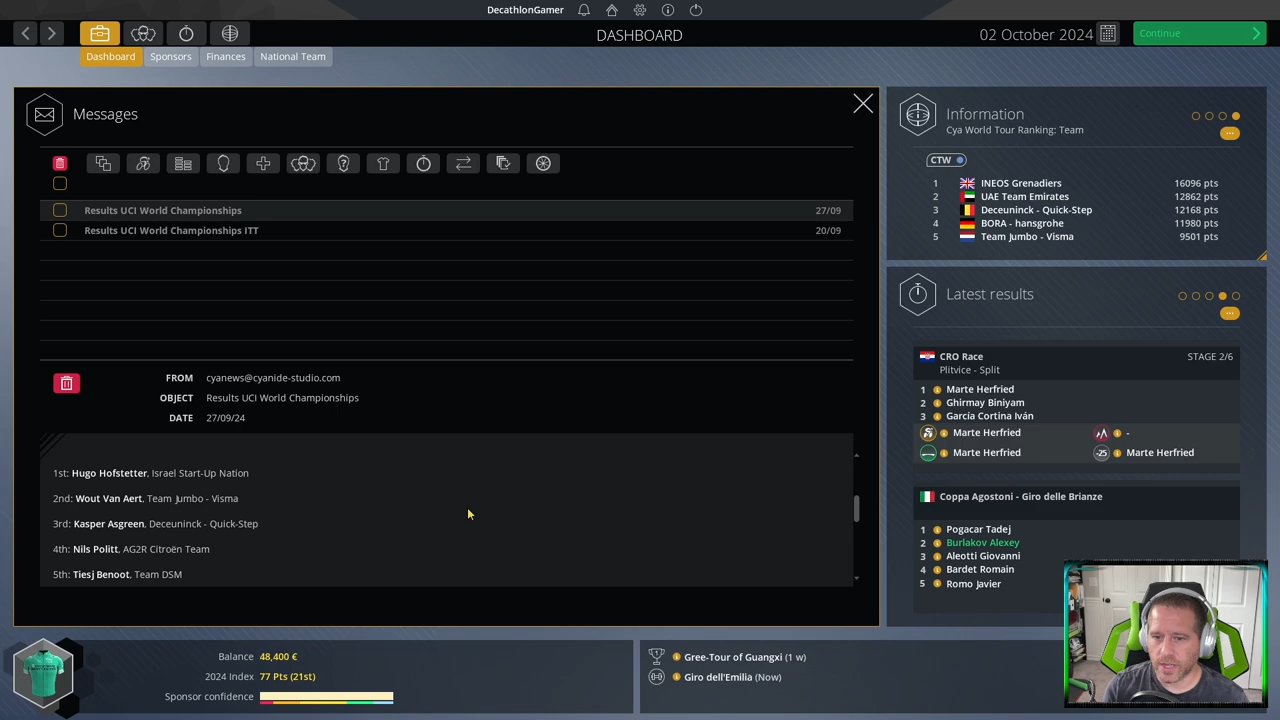 DecathlonGamer
DASHBOARD
02 October 2024
Continue
Dashboard
Sponsors
Finances
National Team
Messages
Results UCI World Championships 27/09
Results UCI World Championships ITT 20/09
FROM cyanews@cyanide-studio.com
OBJECT Results UCI World Championships
DATE 27/09/24
1st: Hugo Hofstetter, Israel Start-Up Nation
2nd: Wout Van Aert, Team Jumbo - Visma
3rd: Kasper Asgreen, Deceuninck - Quick-Step
4th: Nils Politt, AG2R Citroën Team
5th: Tiesj Benoot, Team DSM
Information
Cya World Tour Ranking: Team
CTW
1 INEOS Grenadiers 16096 pts
2 UAE Team Emirates 12862 pts
3 Deceuninck - Quick-Step 12168 pts
4 BORA - hansgrohe 11980 pts
5 Team Jumbo - Visma 9501 pts
Latest results
CRO Race STAGE 2/6
Plitvice - Split
1 Marte Herfried
2 Ghirmay Biniyam
3 García Cortina Iván
Marte Herfried -
Marte Herfried -25 Marte Herfried
Coppa Agostoni - Giro delle Brianze
1 Pogacar Tadej
2 Burlakov Alexey
3 Aleotti Giovanni
4 Bardet Romain
5 Romo Javier
Balance 48,400 €
2024 Index 77 Pts (21st)
Sponsor confidence
Gree-Tour of Guangxi (1 w)
Giro dell'Emilia (Now)